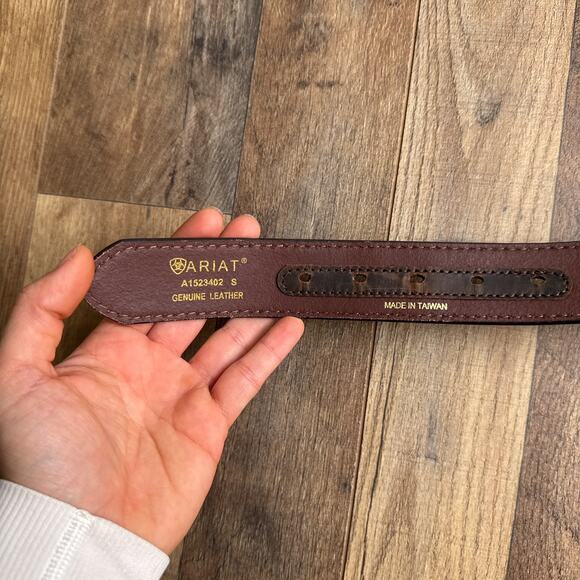 ARIAT®
A1523402 S
GENUINE LEATHER
MADE IN TAIWAN